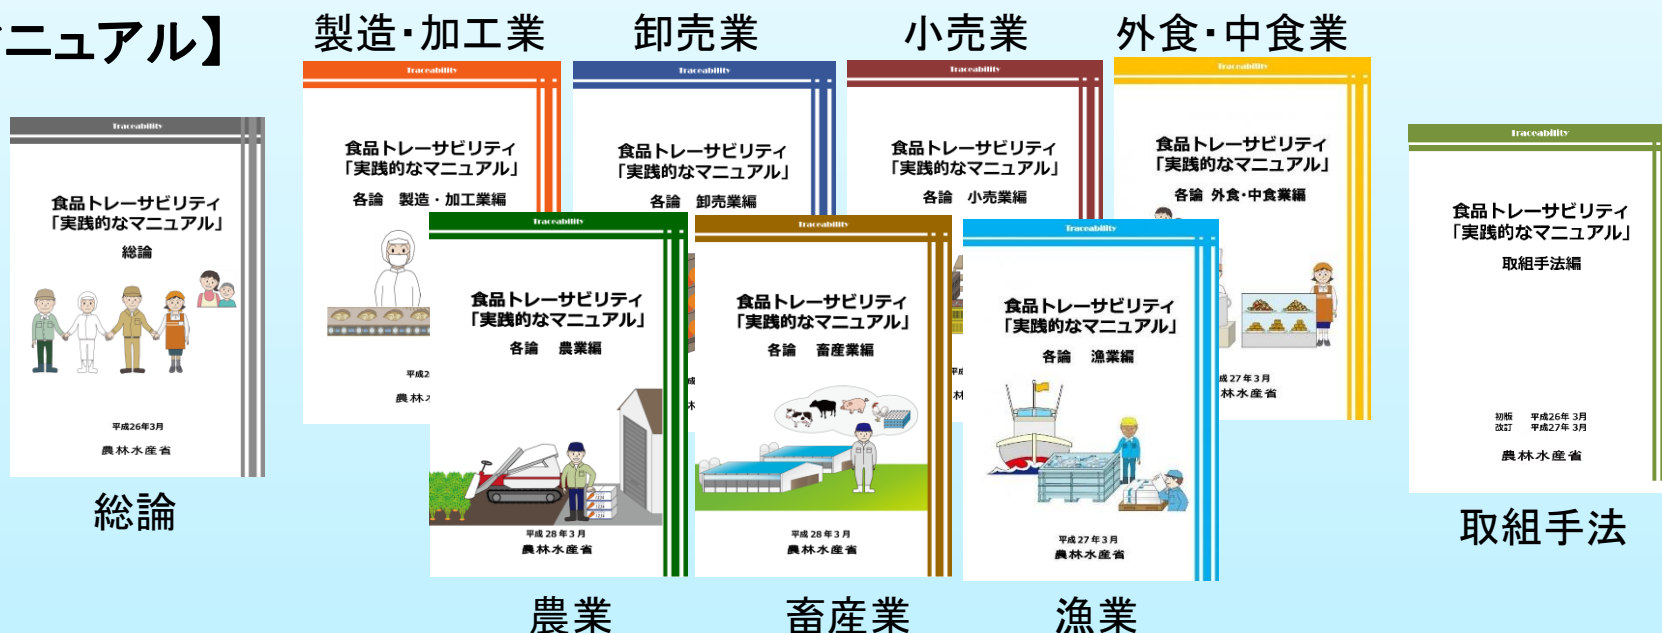 ニュアル】
製造・加工業
卸売業
小売業
外食・中食業
Traceability
食品トレーサビリティ
「実践的なマニュアル」
総論
平成26年3月
農林水産省
総論
Traceability
食品トレーサビリティ
「実践的なマニュアル」
各論 製造・加工業編
平成2
農林
Traceability
食品トレーサビリティ
「実践的なマニュアル」
各論 卸売業編
Traceability
食品トレーサビリティ
「実践的なマニュアル」
各論 小売業編
Traceability
食品トレーサビリティ
「実践的なマニュアル」
各論 外食・中食業編
成27年3月
林水産省
Traceability
食品トレーサビリティ
「実践的なマニュアル」
各論 農業編
平成28年3月
農林水産省
農業
Traceability
食品トレーサビリティ
「実践的なマニュアル」
各論 畜産業編
平成28年3月
農林水産省
畜産業
Traceability
食品トレーサビリティ
「実践的なマニュアル」
各論 漁業編
平成27年3月
農林水産省
漁業
Traceability
食品トレーサビリティ
「実践的なマニュアル」
取組手法編
初版 平成26年3月
改訂 平成27年3月
農林水産省
取組手法